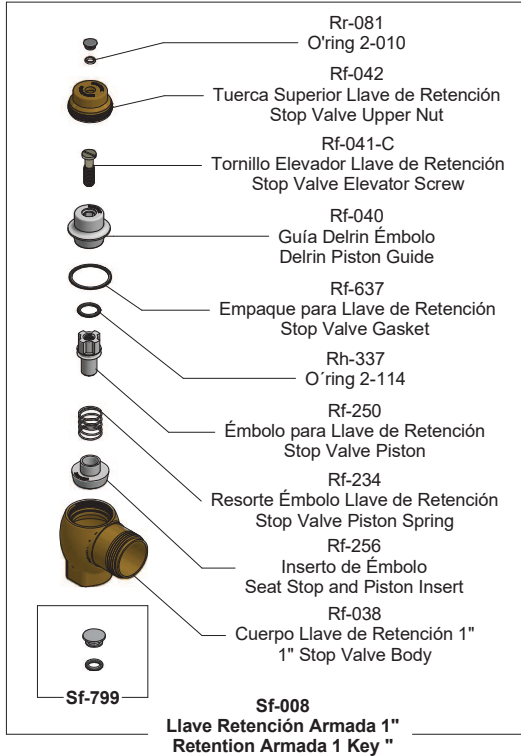 Rr-081
O'ring 2-010
Rf-042
Tuerca Superior Llave de Retención
Stop Valve Upper Nut
Rf-041-C
Tornillo Elevador Llave de Retención
Stop Valve Elevator Screw
Rf-040
Guía Delrin Émbolo
Delrin Piston Guide
Rf-637
Empaque para Llave de Retención
Stop Valve Gasket
Rh-337
O´ring 2-114
Rf-250
Émbolo para Llave de Retención
Stop Valve Piston
Rf-234
Resorte Émbolo Llave de Retención
Stop Valve Piston Spring
Rf-256
Inserto de Émbolo
Seat Stop and Piston Insert
Rf-038
Cuerpo Llave de Retención 1"
1" Stop Valve Body
Sf-799
Sf-008
Llave Retención Armada 1"
Retention Armada 1 Key "